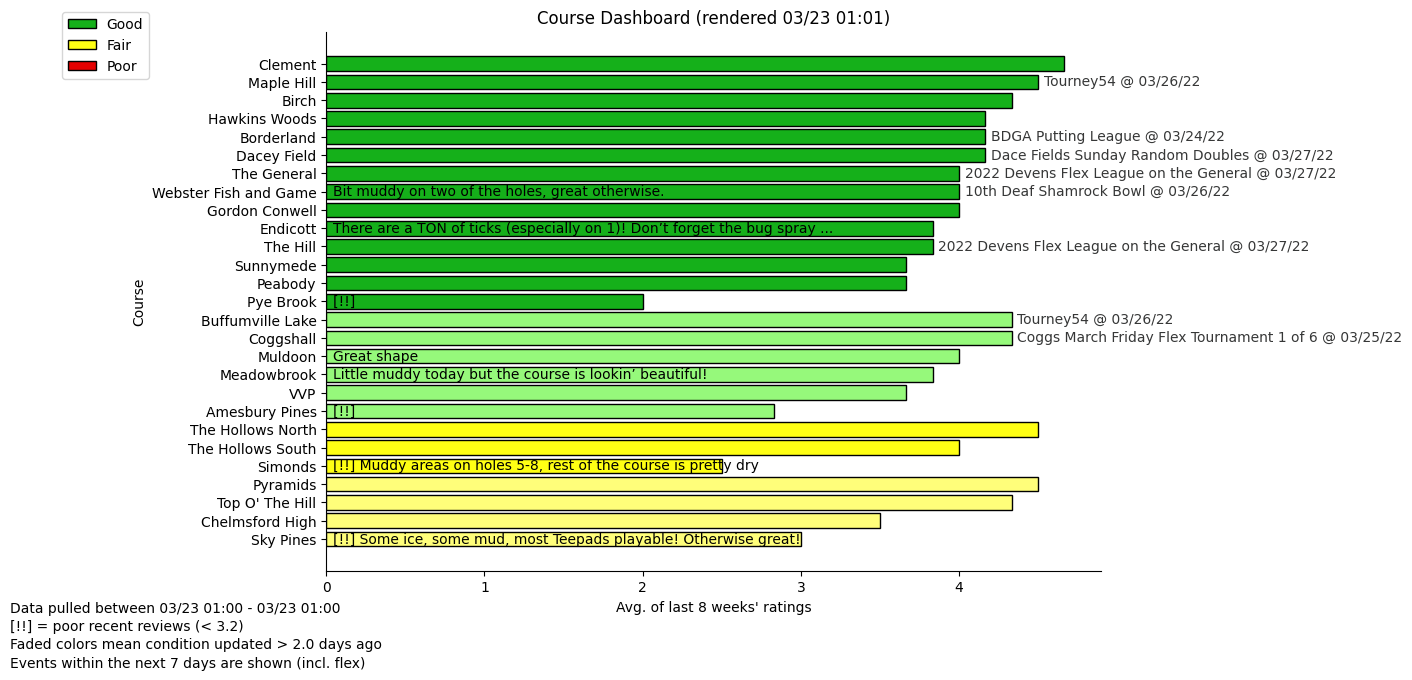 Good
Fair
Poor
Course Dashboard (rendered 03/23 01:01)
Course
Clement
Maple Hill Tourney54 @ 03/26/22
Birch
Hawkins Woods
Borderland BDGA Putting League @ 03/24/22
Dacey Field Dace Fields Sunday Random Doubles @ 03/27/22
The General 2022 Devens Flex League on the General @ 03/27/22
Webster Fish and Game Bit muddy on two of the holes, great otherwise. 10th Deaf Shamrock Bowl @ 03/26/22
Gordon Conwell
Endicott There are a TON of ticks (especially on 1)! Don’t forget the bug spray ...
The Hill 2022 Devens Flex League on the General @ 03/27/22
Sunnymede
Peabody
Pye Brook [!!]
Buffumville Lake Tourney54 @ 03/26/22
Coggshall Coggs March Friday Flex Tournament 1 of 6 @ 03/25/22
Muldoon Great shape
Meadowbrook Little muddy today but the course is lookin’ beautiful!
VVP
Amesbury Pines [!!]
The Hollows North
The Hollows South
Simonds [!!] Muddy areas on holes 5-8, rest of the course is pretty dry
Pyramids
Top O' The Hill
Chelmsford High
Sky Pines [!!] Some ice, some mud, most Teepads playable! Otherwise great!
0 1 2 3 4
Avg. of last 8 weeks' ratings
Data pulled between 03/23 01:00 - 03/23 01:00
[!!] = poor recent reviews (< 3.2)
Faded colors mean condition updated > 2.0 days ago
Events within the next 7 days are shown (incl. flex)